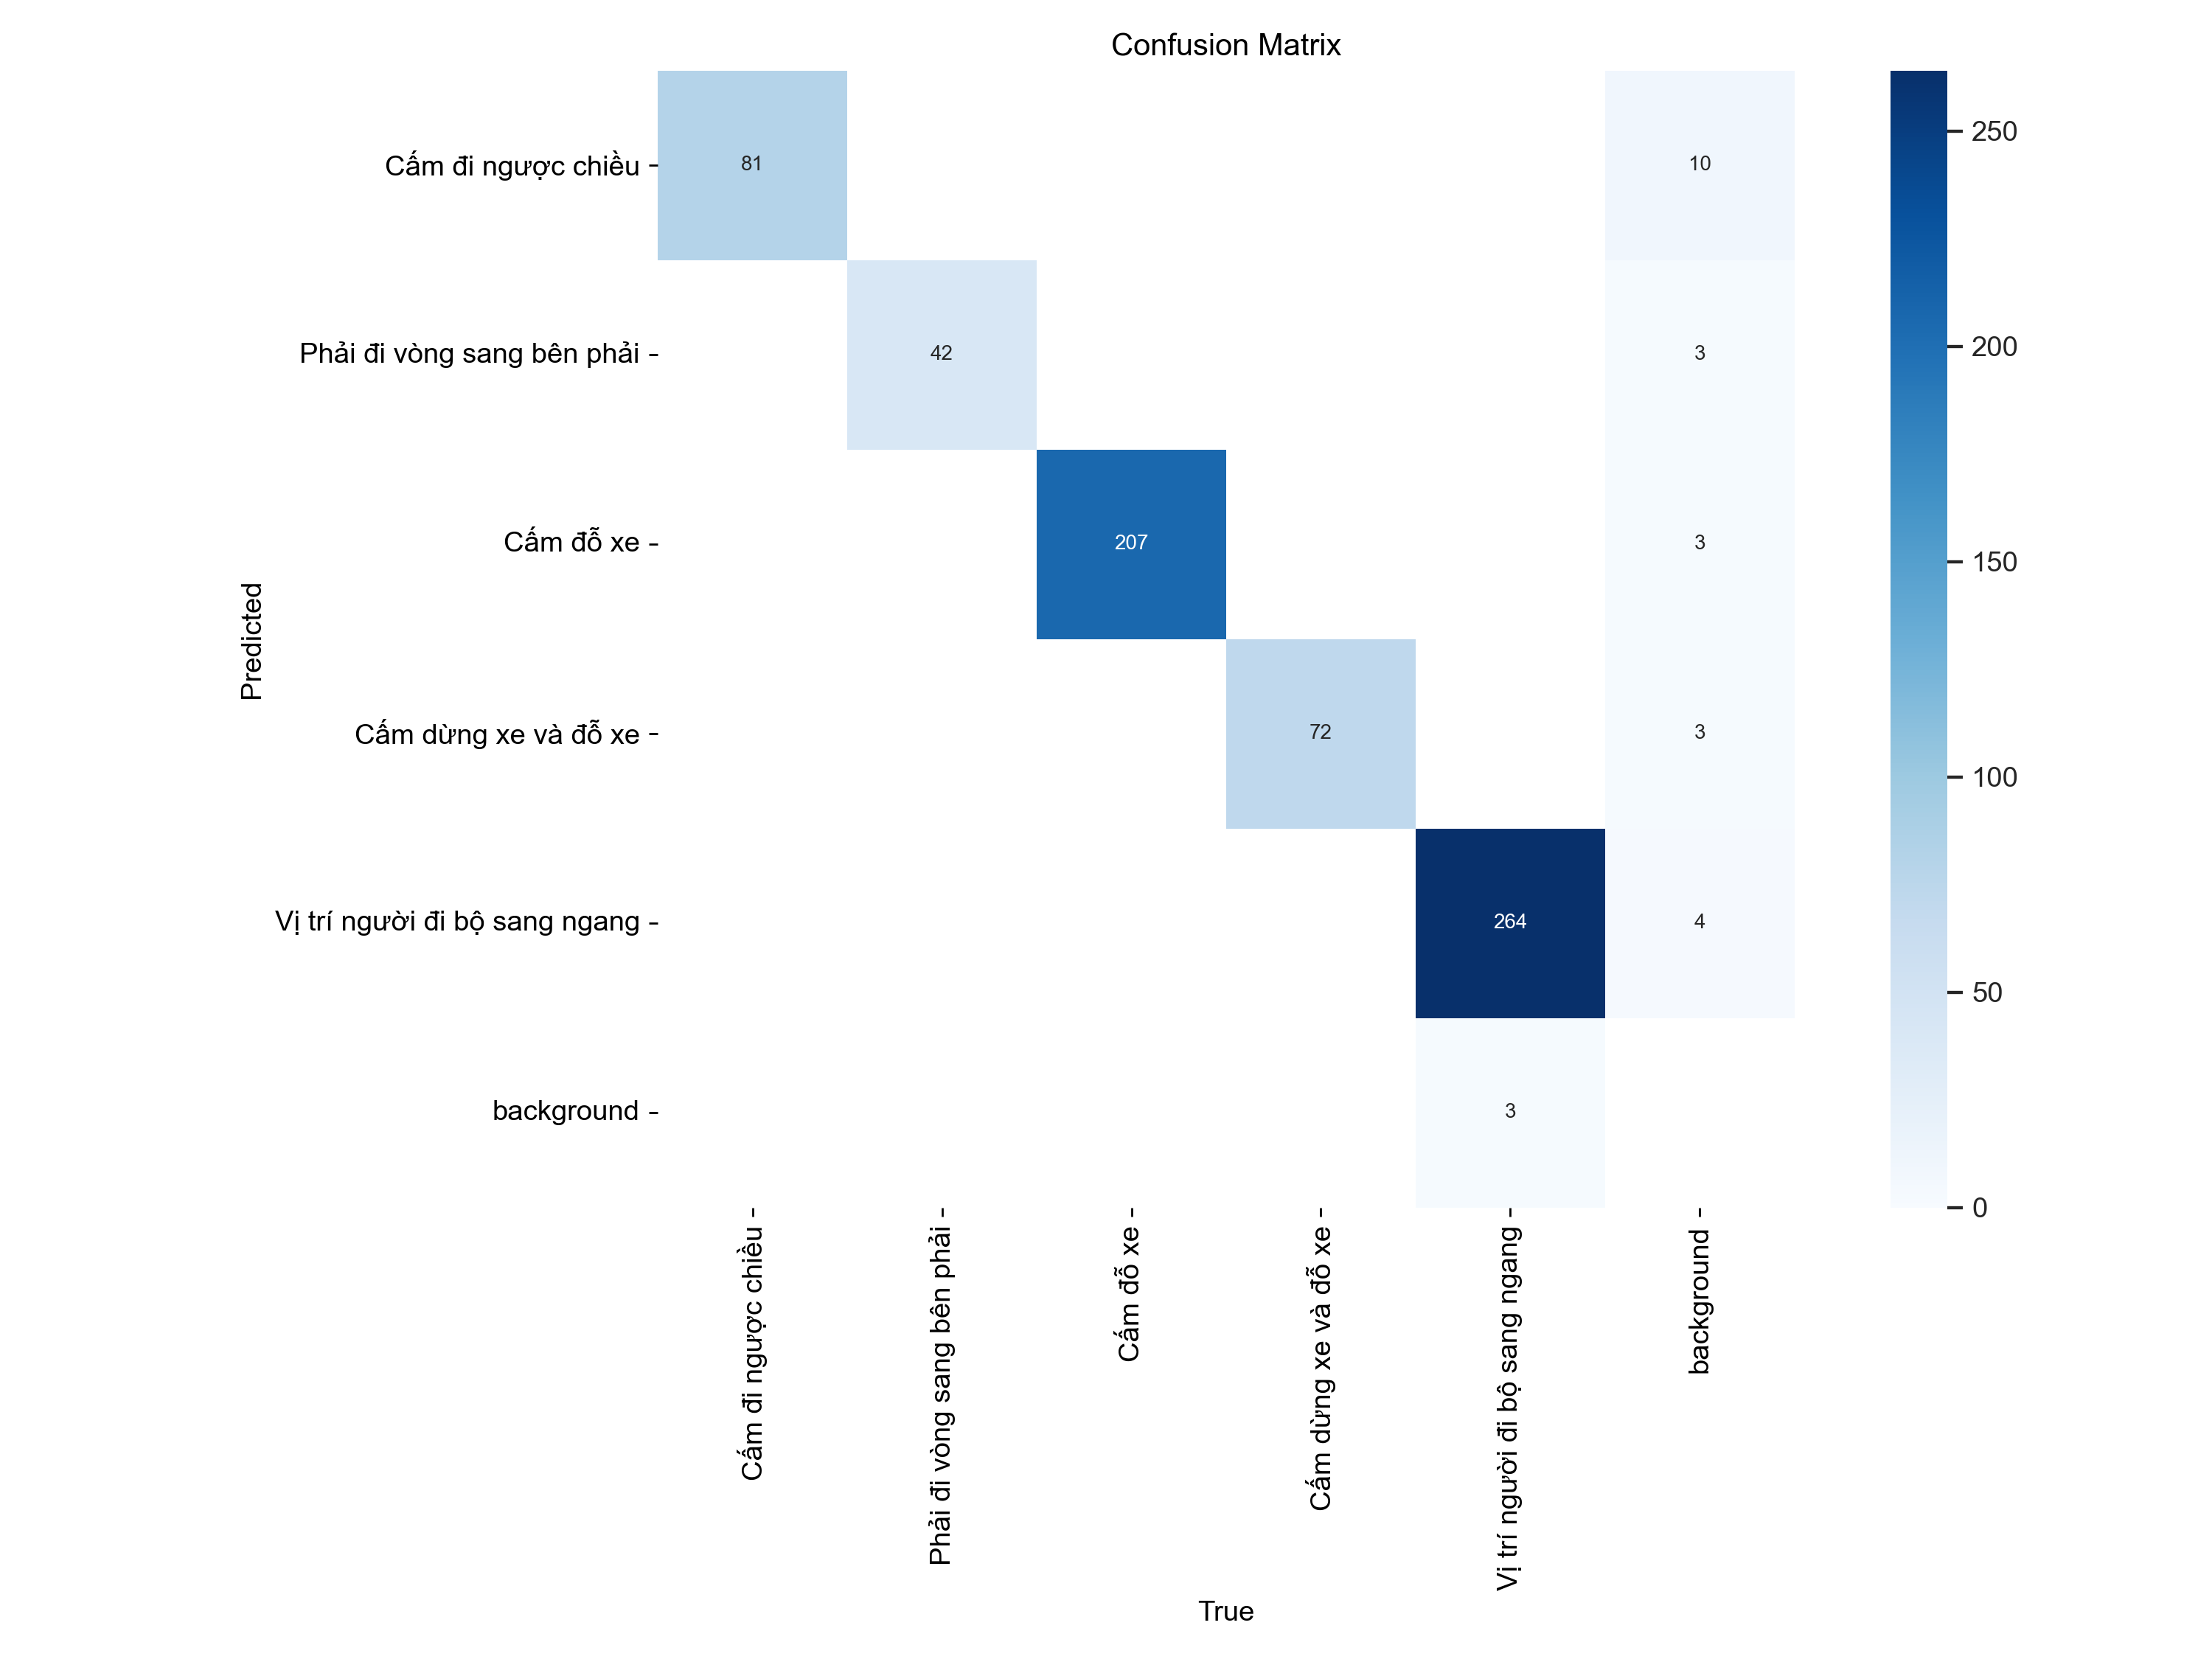 Confusion Matrix
Cấm đi ngược chiều
81
10
Phải đi vòng sang bên phải
42
3
Cấm đỗ xe
207
3
Cấm dừng xe và đỗ xe
72
3
Vị trí người đi bộ sang ngang
264
4
background
3
Predicted
Cấm đi ngược chiều
Phải đi vòng sang bên phải
Cấm đỗ xe
Cấm dừng xe và đỗ xe
Vị trí người đi bộ sang ngang
background
True
250
200
150
100
50
0